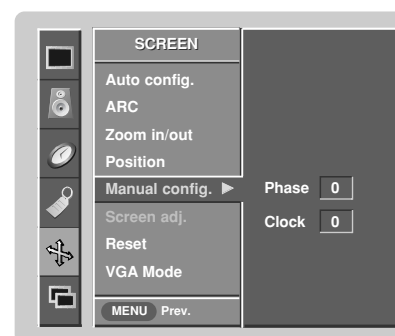 SCREEN
Auto config.
ARC
Zoom in/out
Position
Manual config. ▶ Phase 0
Screen adj.
Clock 0
Reset
VGA Mode
MENU Prev.